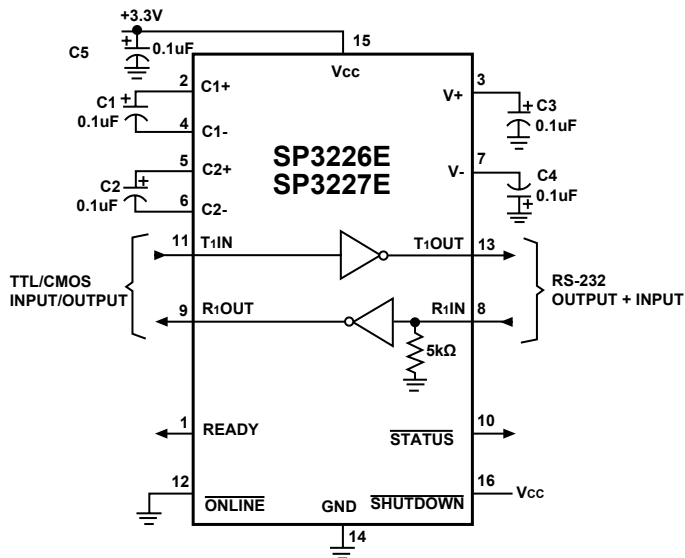 +3.3V
15
C5
+
0.1uF
VCC
2
C1+
3
V+
C1
+
0.1uF
+
C3
0.1uF
4
C1-
5
C2+
SP3226E
SP3227E
7
V-
C2
+
0.1uF
C4
0.1uF
+
6
C2-
11
T1IN
T1OUT
13
TTL/CMOS
INPUT/OUTPUT
RS-232
OUTPUT + INPUT
9
R1OUT
R1IN
8
5kΩ
1
READY
STATUS
10
12
ONLINE
GND
SHUTDOWN
16
VCC
14